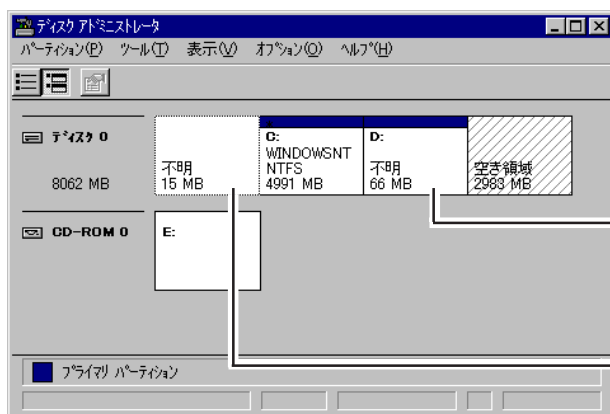 ディスク アドミニストレータ
パーティション(P) ツール(T) 表示(V) オプション(O) ヘルプ(H)
ディスク 0
8062 MB
不明
15 MB
C:
WINDOWSNT
NTFS
4991 MB
D:
不明
66 MB
空き領域
2983 MB
CD-ROM 0
E:
プライマリ パーティション